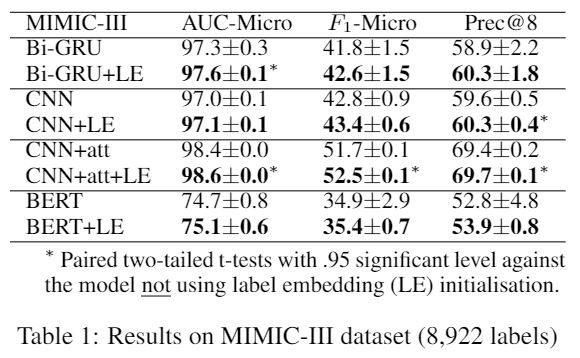 MIMIC-III AUC-Micro F₁-Micro Prec@8
Bi-GRU 97.3±0.3 41.8±1.5 58.9±2.2
Bi-GRU+LE 97.6±0.1* 42.6±1.5 60.3±1.8
CNN 97.0±0.1 42.8±0.9 59.6±0.5
CNN+LE 97.1±0.1 43.4±0.6 60.3±0.4*
CNN+att 98.4±0.0 51.7±0.1 69.4±0.2
CNN+att+LE 98.6±0.0* 52.5±0.1* 69.7±0.1*
BERT 74.7±0.8 34.9±2.9 52.8±4.8
BERT+LE 75.1±0.6 35.4±0.7 53.9±0.8
* Paired two-tailed t-tests with .95 significant level against
the model not using label embedding (LE) initialisation.
Table 1: Results on MIMIC-III dataset (8,922 labels)